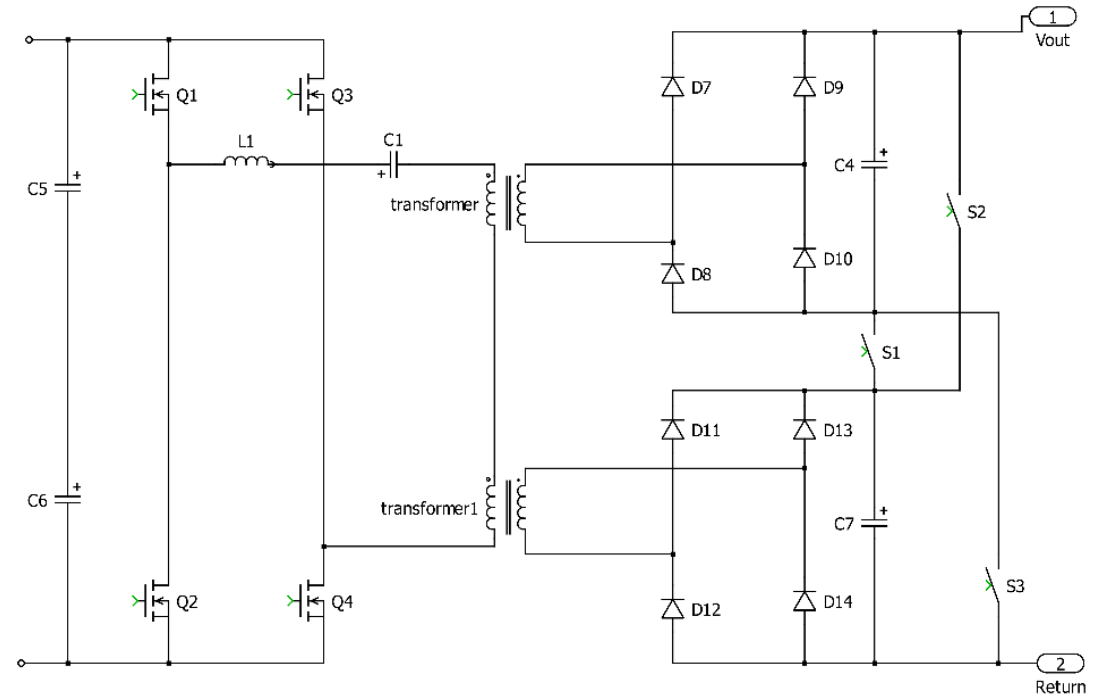 1
Vout
Q1
Q3
D7
D9
L1
C1
C4
C5
transformer
S2
D8
D10
S1
D11
D13
C6
transformer1
C7
Q2
Q4
D12
D14
S3
2
Return